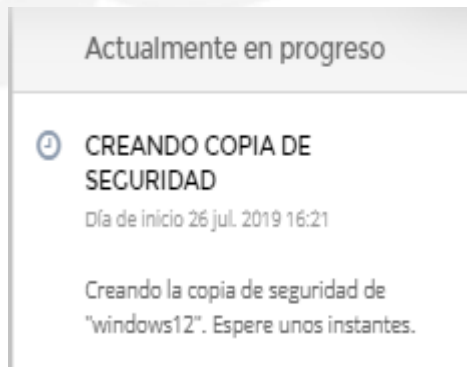 Actualmente en progreso
CREANDO COPIA DE
SEGURIDAD
Día de inicio 26 jul. 2019 16:21
Creando la copia de seguridad de
"windows12". Espere unos instantes.